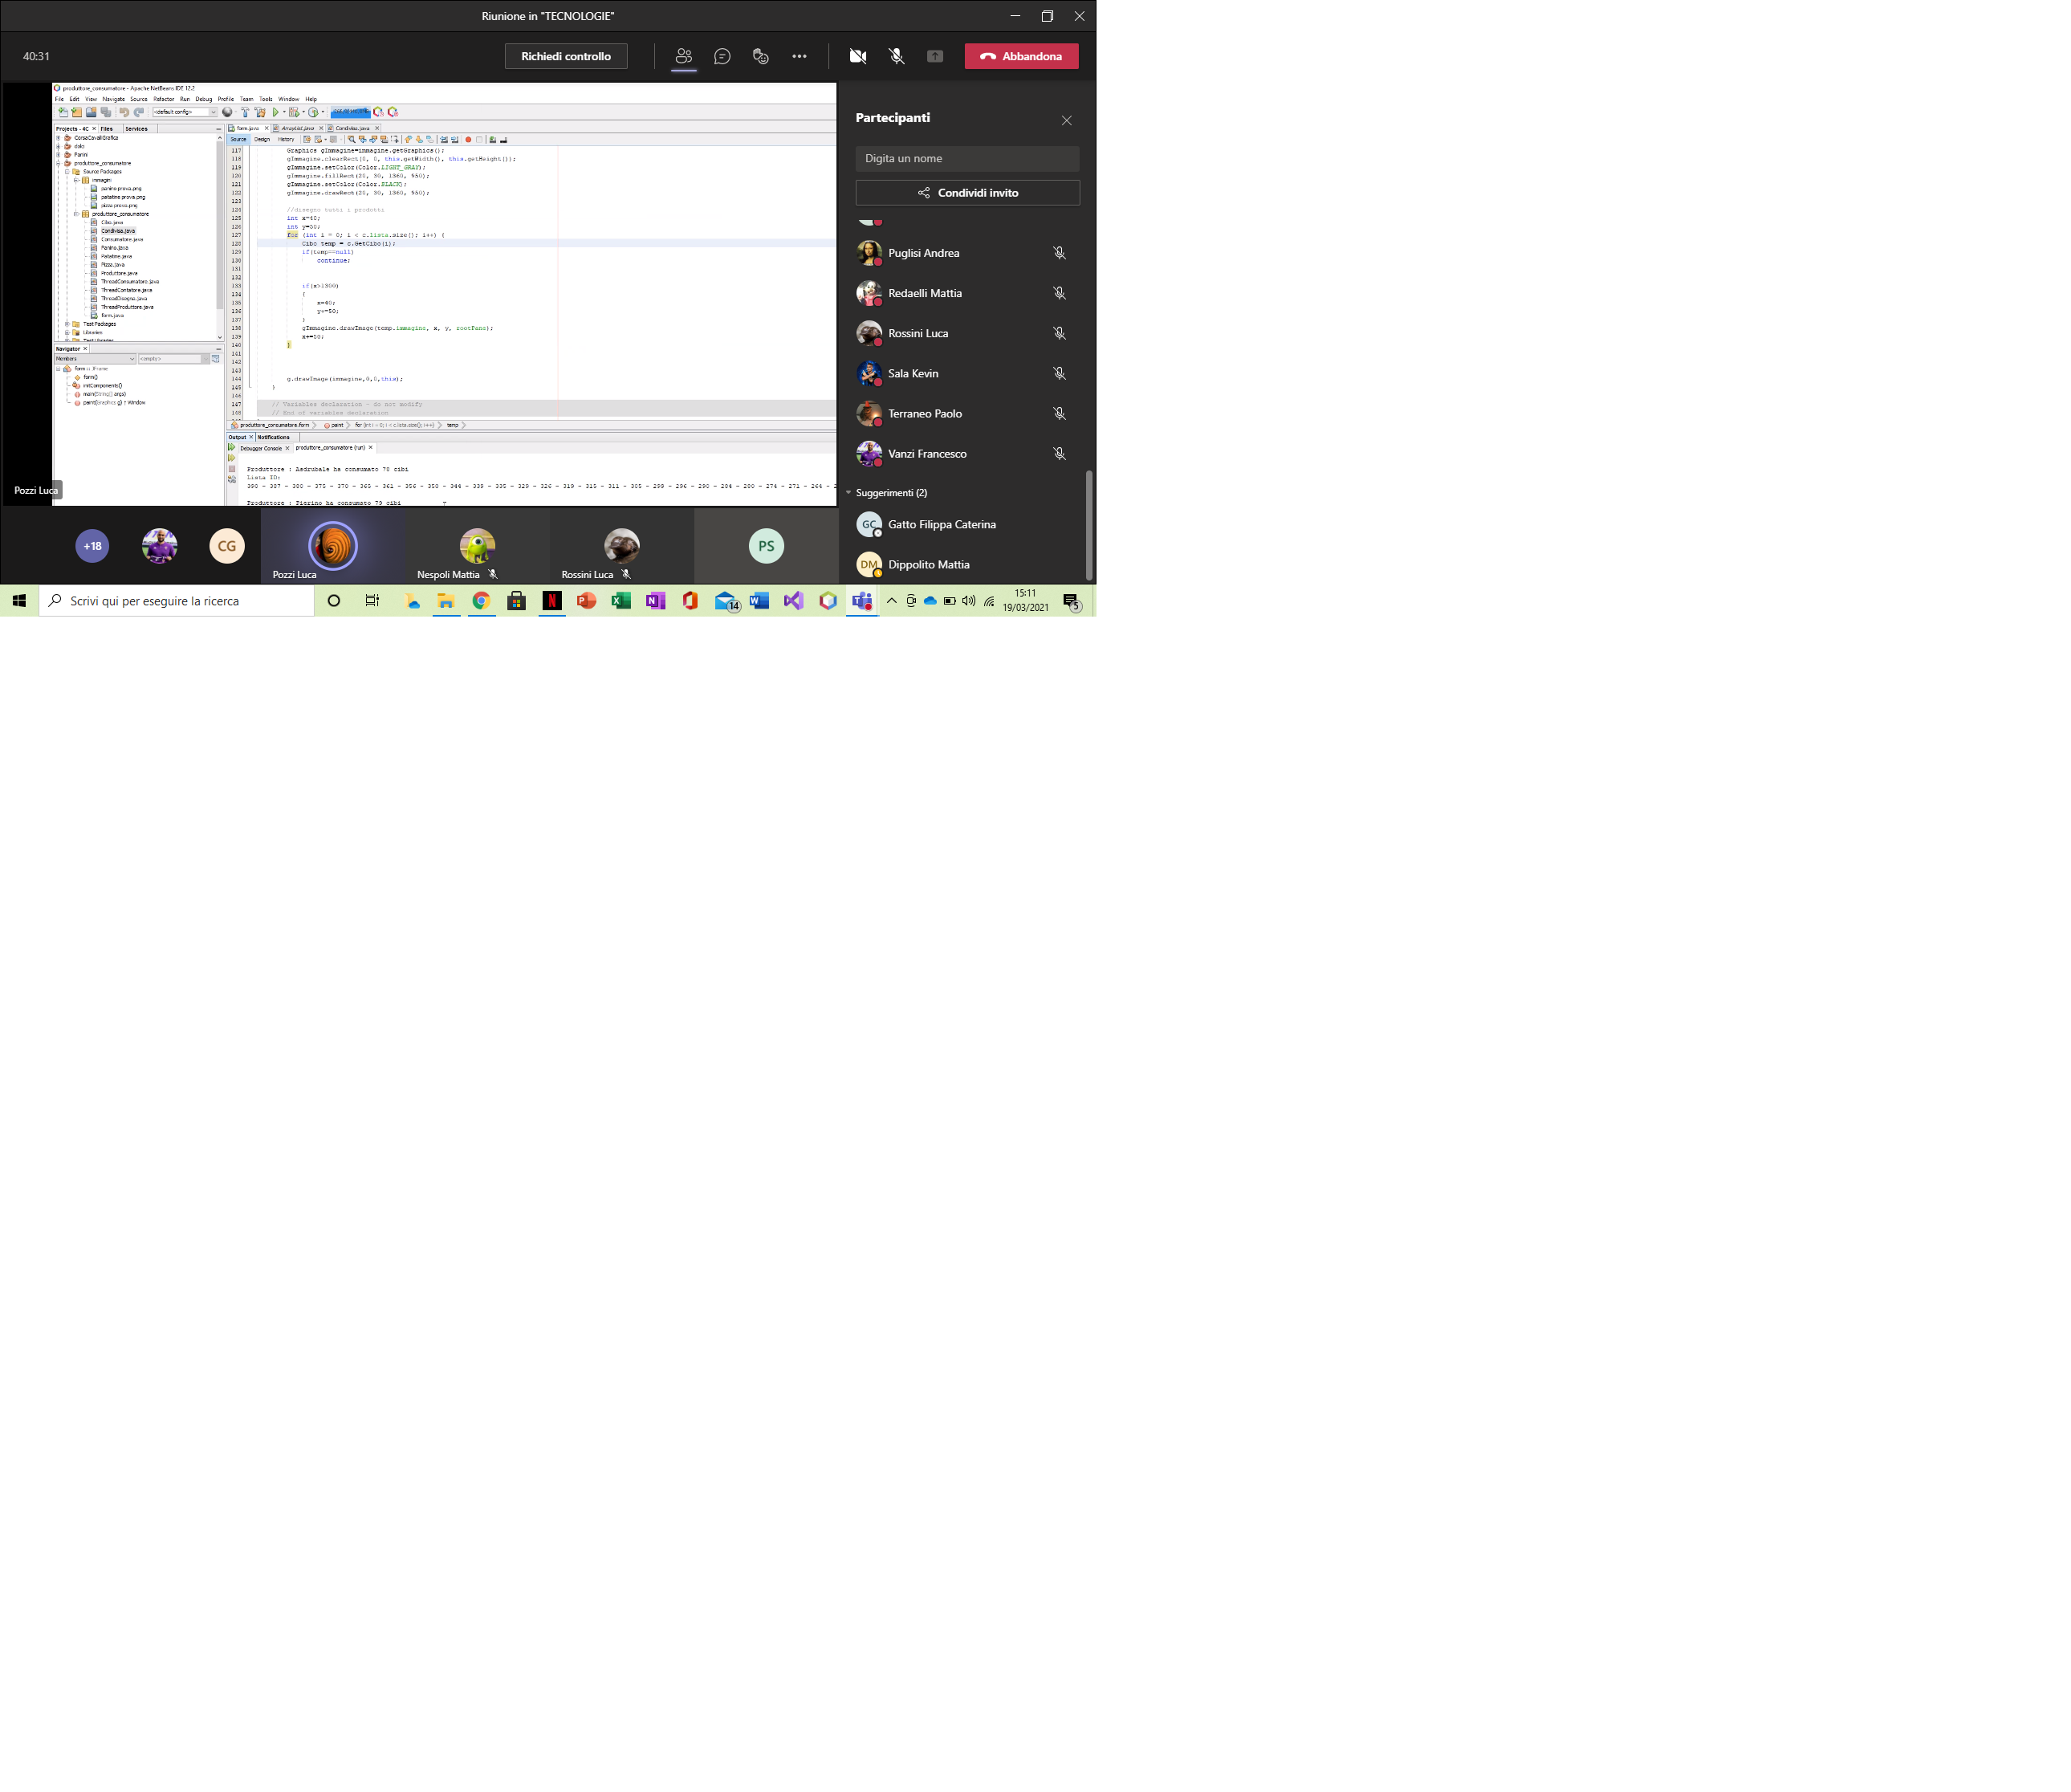 Riunione in "TECNOLOGIE"
40:31
Richiedi controllo
Abbandona
produttore_consumatore - Apache NetBeans IDE 12.2
File Edit View Navigate Source Refactor Run Debug Profile Team Tools Window Help
<default config>
Projects - 4C Files Services
CorsaCavalliGrafica
Panini
produttore_consumatore
Source Packages
immagini
panino prova.png
patatine prova.png
pizza prova.png
produttore_consumatore
Cibo.java
Condivisa.java
Consumatore.java
Panino.java
Patatine.java
Pizza.java
Produttore.java
ThreadConsumatore.java
ThreadContatore.java
ThreadDisegna.java
ThreadProduttore.java
form.java
Test Packages
Libraries
Test Libraries
Navigator
Members <empty>
form :: JFrame
form()
initComponents()
main(String[] args)
paint(Graphics g) ↑ Window
form.java ArrayList.java Condivisa.java
Source Design History
117 Graphics gImmagine=immagine.getGraphics();
118 gImmagine.clearRect(0, 0, this.getWidth(), this.getHeight());
119 gImmagine.setColor(Color.LIGHT_GRAY);
120 gImmagine.fillRect(20, 30, 1360, 950);
121 gImmagine.setColor(Color.BLACK);
122 gImmagine.drawRect(20, 30, 1360, 950);
123
124 //disegno tutti i prodotti
125 int x=40;
126 int y=50;
127 for (int i = 0; i < c.lista.size(); i++) {
128 Cibo temp = c.GetCibo(i);
129 if(temp==null)
130 continue;
131
132
133 if(x>1300)
134 {
135 x=40;
136 y+=50;
137 }
138 gImmagine.drawImage(temp.immagine, x, y, rootPane);
139 x+=50;
140 }
141
142
143
144 g.drawImage(immagine,0,0,this);
145 }
146
147 // Variables declaration - do not modify
148 // End of variables declaration
produttore_consumatore.form paint for (int i = 0; i < c.lista.size(); i++) temp
Output Notifications
Debugger Console produttore_consumatore (run)
Produttore : Asdrubale ha consumato 78 cibi
Lista ID:
390 - 387 - 380 - 375 - 370 - 365 - 361 - 356 - 350 - 344 - 339 - 335 - 329 - 326 - 319 - 315 - 311 - 305 - 299 - 296 - 290 - 284 - 280 - 274 - 271 - 264 - 2
Produttore : Pierino ha consumato 79 cibi
Pozzi Luca
Partecipanti
Digita un nome
Condividi invito
Puglisi Andrea
Redaelli Mattia
Rossini Luca
Sala Kevin
Terraneo Paolo
Vanzi Francesco
Suggerimenti (2)
GC Gatto Filippa Caterina
DM Dippolito Mattia
+18
CG
Pozzi Luca
Nespoli Mattia
Rossini Luca
PS
Scrivi qui per eseguire la ricerca
14
15:11
19/03/2021
5